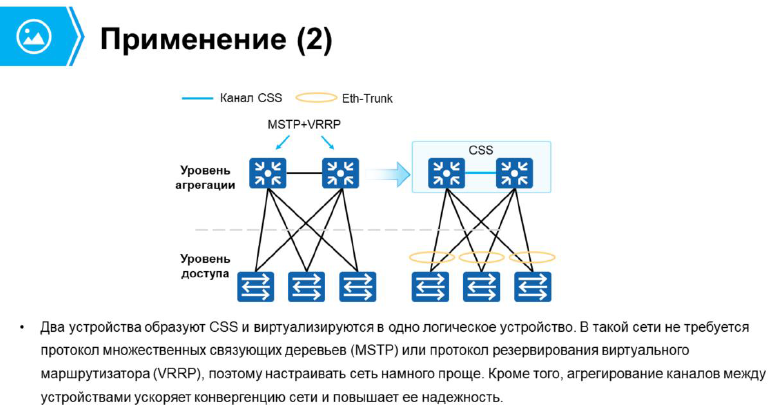 Применение (2)
Канал CSS
Eth-Trunk
MSTP+VRRP
CSS
Уровень
агрегации
Уровень
доступа
• Два устройства образуют CSS и виртуализируются в одно логическое устройство. В такой сети не требуется
протокол множественных связующих деревьев (MSTP) или протокол резервирования виртуального
маршрутизатора (VRRP), поэтому настраивать сеть намного проще. Кроме того, агрегирование каналов между
устройствами ускоряет конвергенцию сети и повышает ее надежность.